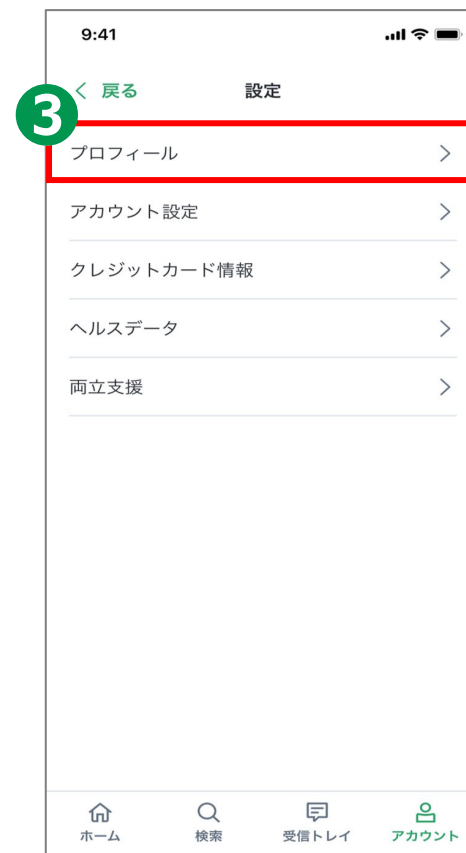 9:41
戻る 設定
3
プロフィール
アカウント設定
クレジットカード情報
ヘルスデータ
両立支援
ホーム 検索 受信トレイ アカウント